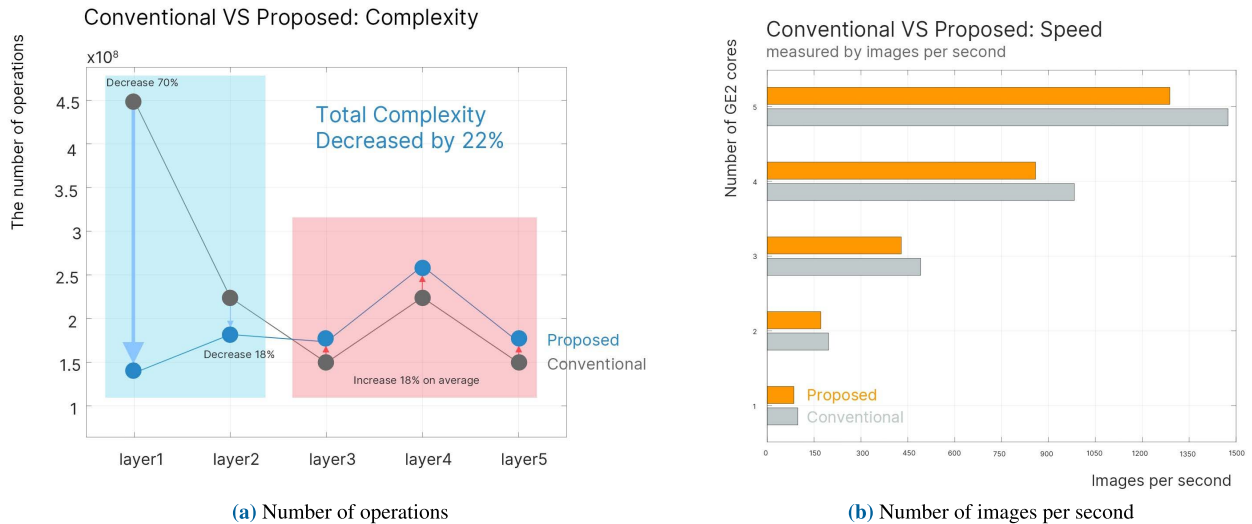 Conventional VS Proposed: Complexity
The number of operations
x10⁸
4.5
4
3.5
3
2.5
2
1.5
1
Decrease 70%
Total Complexity
Decreased by 22%
Decrease 18%
Increase 18% on average
Proposed
Conventional
layer1 layer2 layer3 layer4 layer5
(a) Number of operations
Conventional VS Proposed: Speed
measured by images per second
Number of GE2 cores
5
4
3
2
1
Proposed
Conventional
0 150 300 450 600 750 900 1050 1200 1350 1500
Images per second
(b) Number of images per second